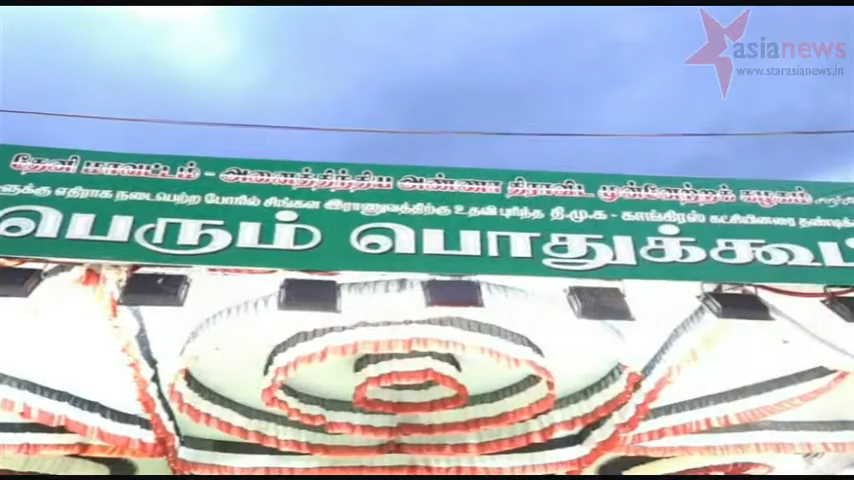 asianews
www.starasianews.in
தேனி மாவட்டம் - அனைத்திந்திய அண்ணா திராவிட முன்னேற்றக் கழகம்
எதிராக நடைபெற்ற போரில் சிங்கள இராணுவத்திற்கு உதவி புரிந்த தி.மு.க - காங்கிரஸ் கட்சியினரை
பெரும் பொதுக்கூட